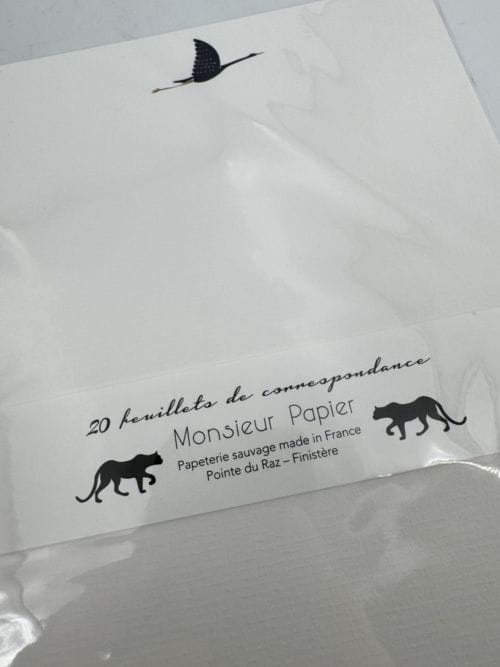 20 feuillets de correspondance
Monsieur Papier
Papeterie sauvage made in France
Pointe du Raz – Finistère